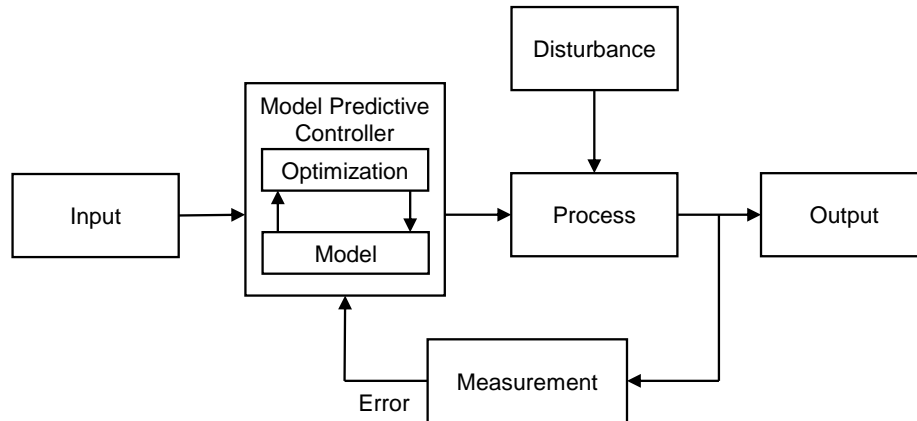 Disturbance
Model Predictive
Controller
Optimization
Input
Process
Output
Model
Measurement
Error